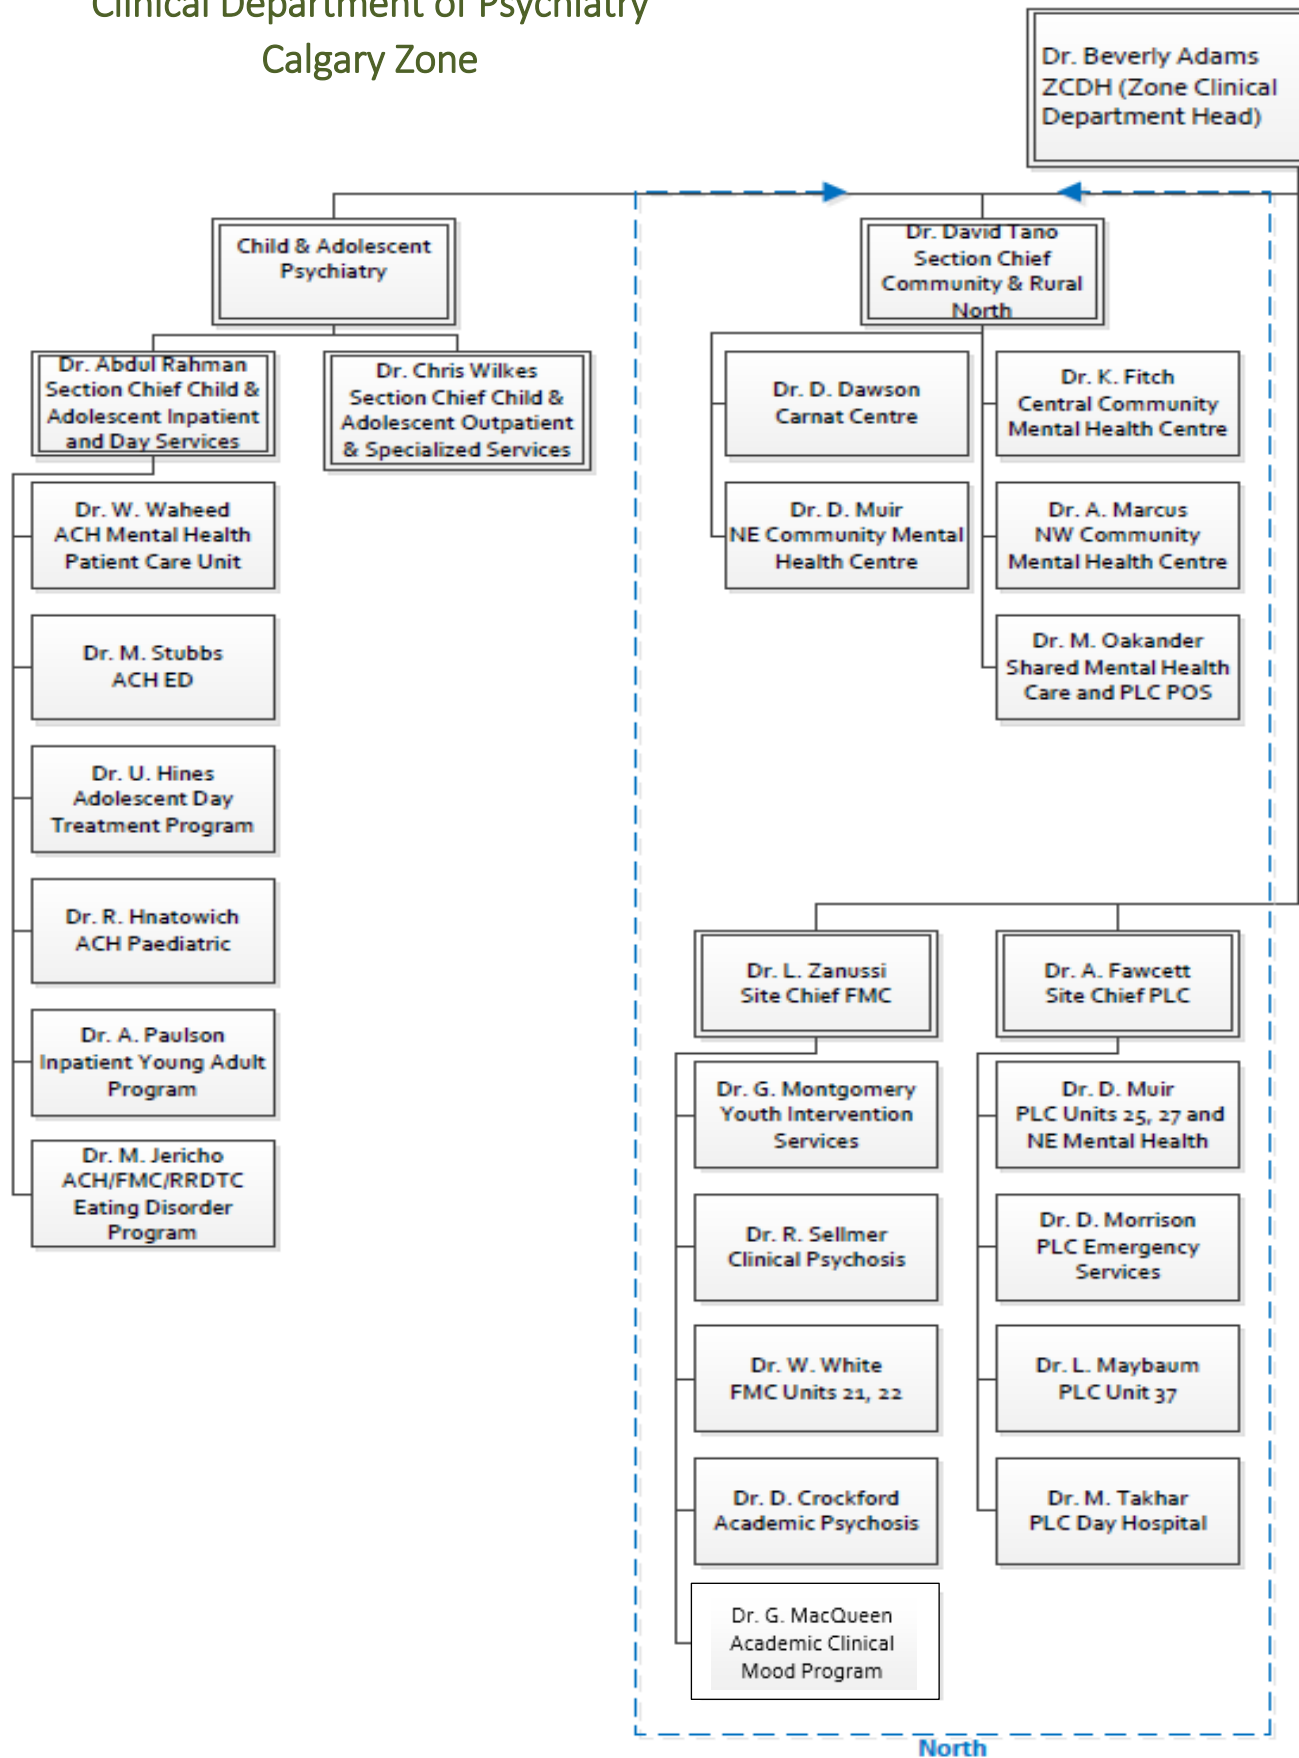 Clinical Department of Psychiatry
Calgary Zone
Dr. Beverly Adams
ZCDH (Zone Clinical
Department Head)
Child & Adolescent
Psychiatry
Dr. David Tano
Section Chief
Community & Rural
North
Dr. Abdul Rahman
Section Chief Child &
Adolescent Inpatient
and Day Services
Dr. Chris Wilkes
Section Chief Child &
Adolescent Outpatient
& Specialized Services
Dr. D. Dawson
Carnat Centre
Dr. K. Fitch
Central Community
Mental Health Centre
Dr. W. Waheed
ACH Mental Health
Patient Care Unit
Dr. D. Muir
NE Community Mental
Health Centre
Dr. A. Marcus
NW Community
Mental Health Centre
Dr. M. Stubbs
ACH ED
Dr. M. Oakander
Shared Mental Health
Care and PLC POS
Dr. U. Hines
Adolescent Day
Treatment Program
Dr. R. Hnatowich
ACH Paediatric
Dr. A. Paulson
Inpatient Young Adult
Program
Dr. M. Jericho
ACH/FMC/RRDTC
Eating Disorder
Program
Dr. L. Zanussi
Site Chief FMC
Dr. A. Fawcett
Site Chief PLC
Dr. G. Montgomery
Youth Intervention
Services
Dr. D. Muir
PLC Units 25, 27 and
NE Mental Health
Dr. R. Sellmer
Clinical Psychosis
Dr. D. Morrison
PLC Emergency
Services
Dr. W. White
FMC Units 21, 22
Dr. L. Maybaum
PLC Unit 37
Dr. D. Crockford
Academic Psychosis
Dr. M. Takhar
PLC Day Hospital
Dr. G. MacQueen
Academic Clinical
Mood Program
North